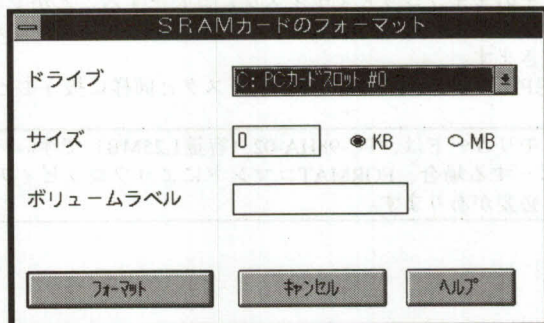 SRAMカードのフォーマット
ドライブ
C: PCｶｰﾄﾞｽﾛｯﾄ #0
サイズ
0 KB MB
ボリュームラベル
ﾌｫｰﾏｯﾄ ｷｬﾝｾﾙ ﾍﾙﾌﾟ